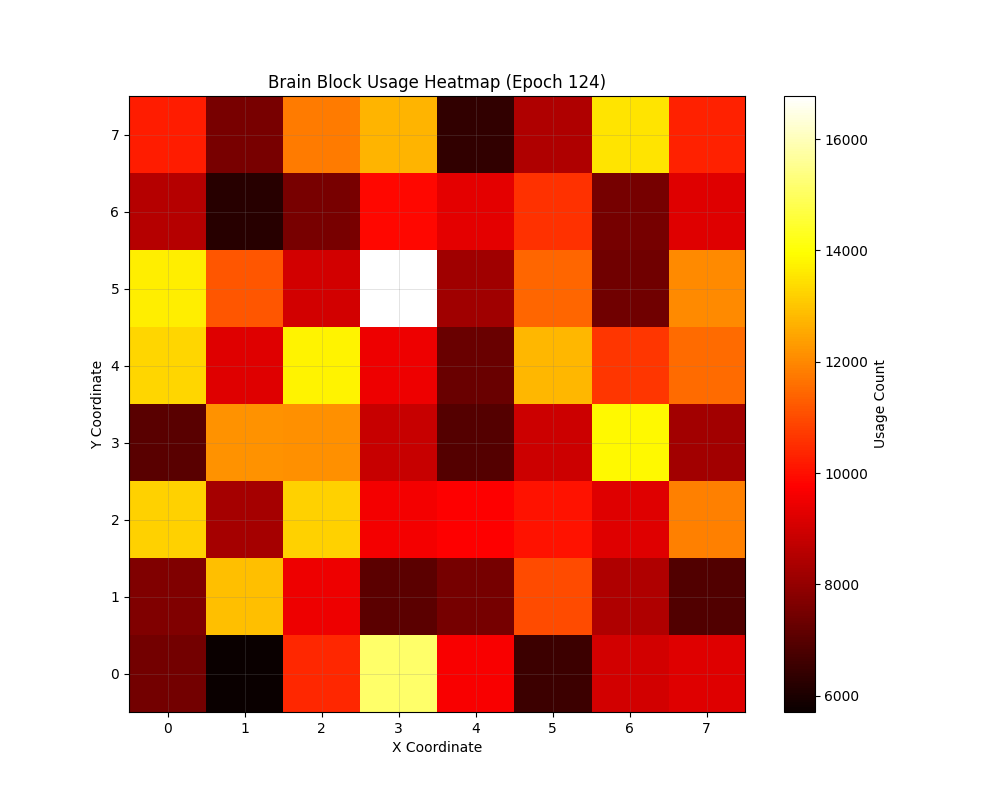 Brain Block Usage Heatmap (Epoch 124)
7
6
5
4
3
2
1
0
Y Coordinate
0 1 2 3 4 5 6 7
X Coordinate
16000
14000
12000
10000
8000
6000
Usage Count